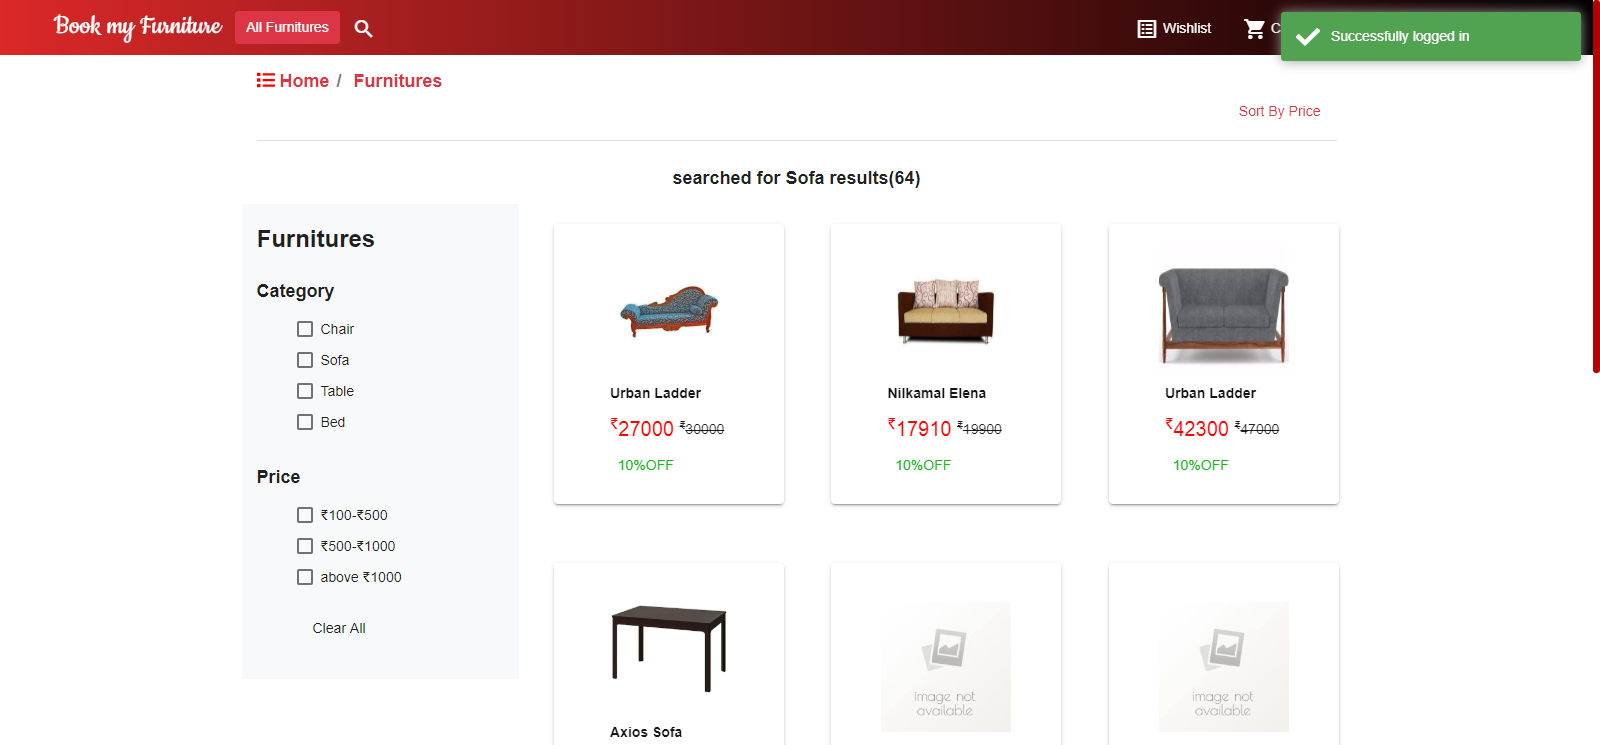 Book my Furniture All Furnitures Wishlist C Successfully logged in
Home / Furnitures
Sort By Price
searched for Sofa results(64)
Furnitures
Category
Chair
Sofa
Table
Bed
Price
₹100-₹500
₹500-₹1000
above ₹1000
Clear All
Urban Ladder
₹27000 ₹30000
10%OFF
Nilkamal Elena
₹17910 ₹19900
10%OFF
Urban Ladder
₹42300 ₹47000
10%OFF
Axios Sofa
image not
available
image not
available